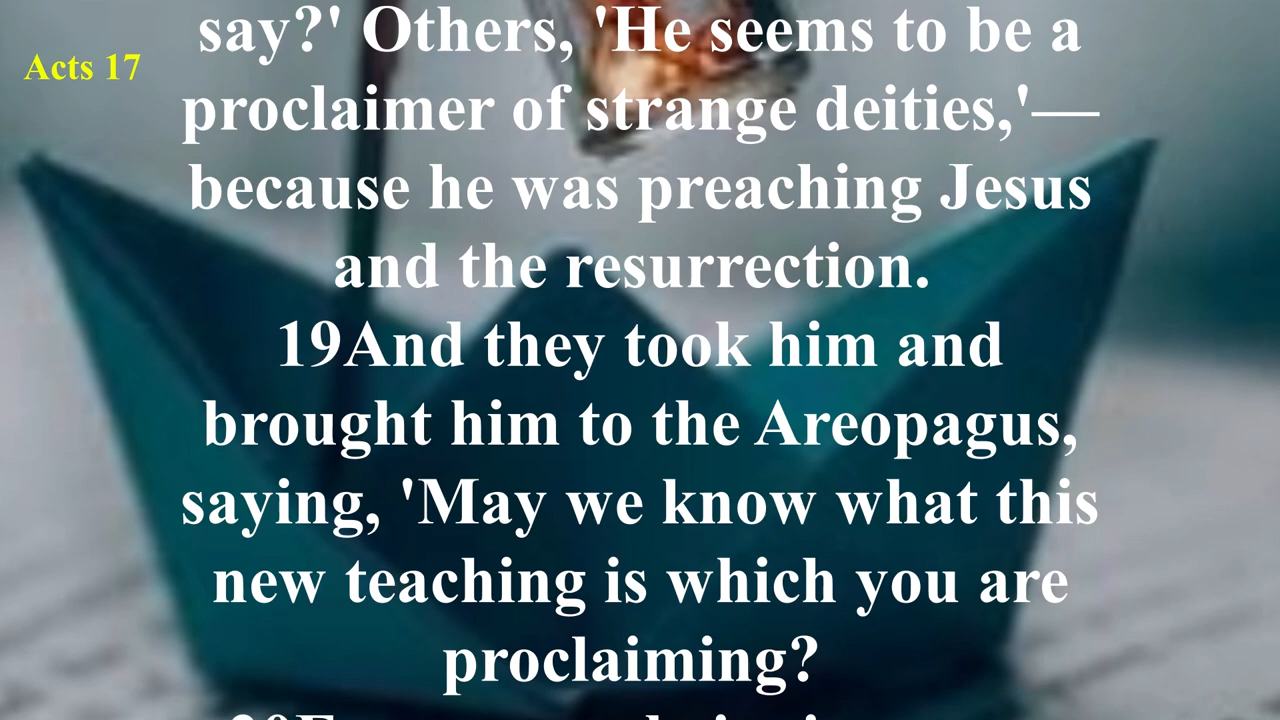 say?' Others, 'He seems to be a
Acts 17
proclaimer of strange deities,'—
because he was preaching Jesus
and the resurrection.
19And they took him and
brought him to the Areopagus,
saying, 'May we know what this
new teaching is which you are
proclaiming?